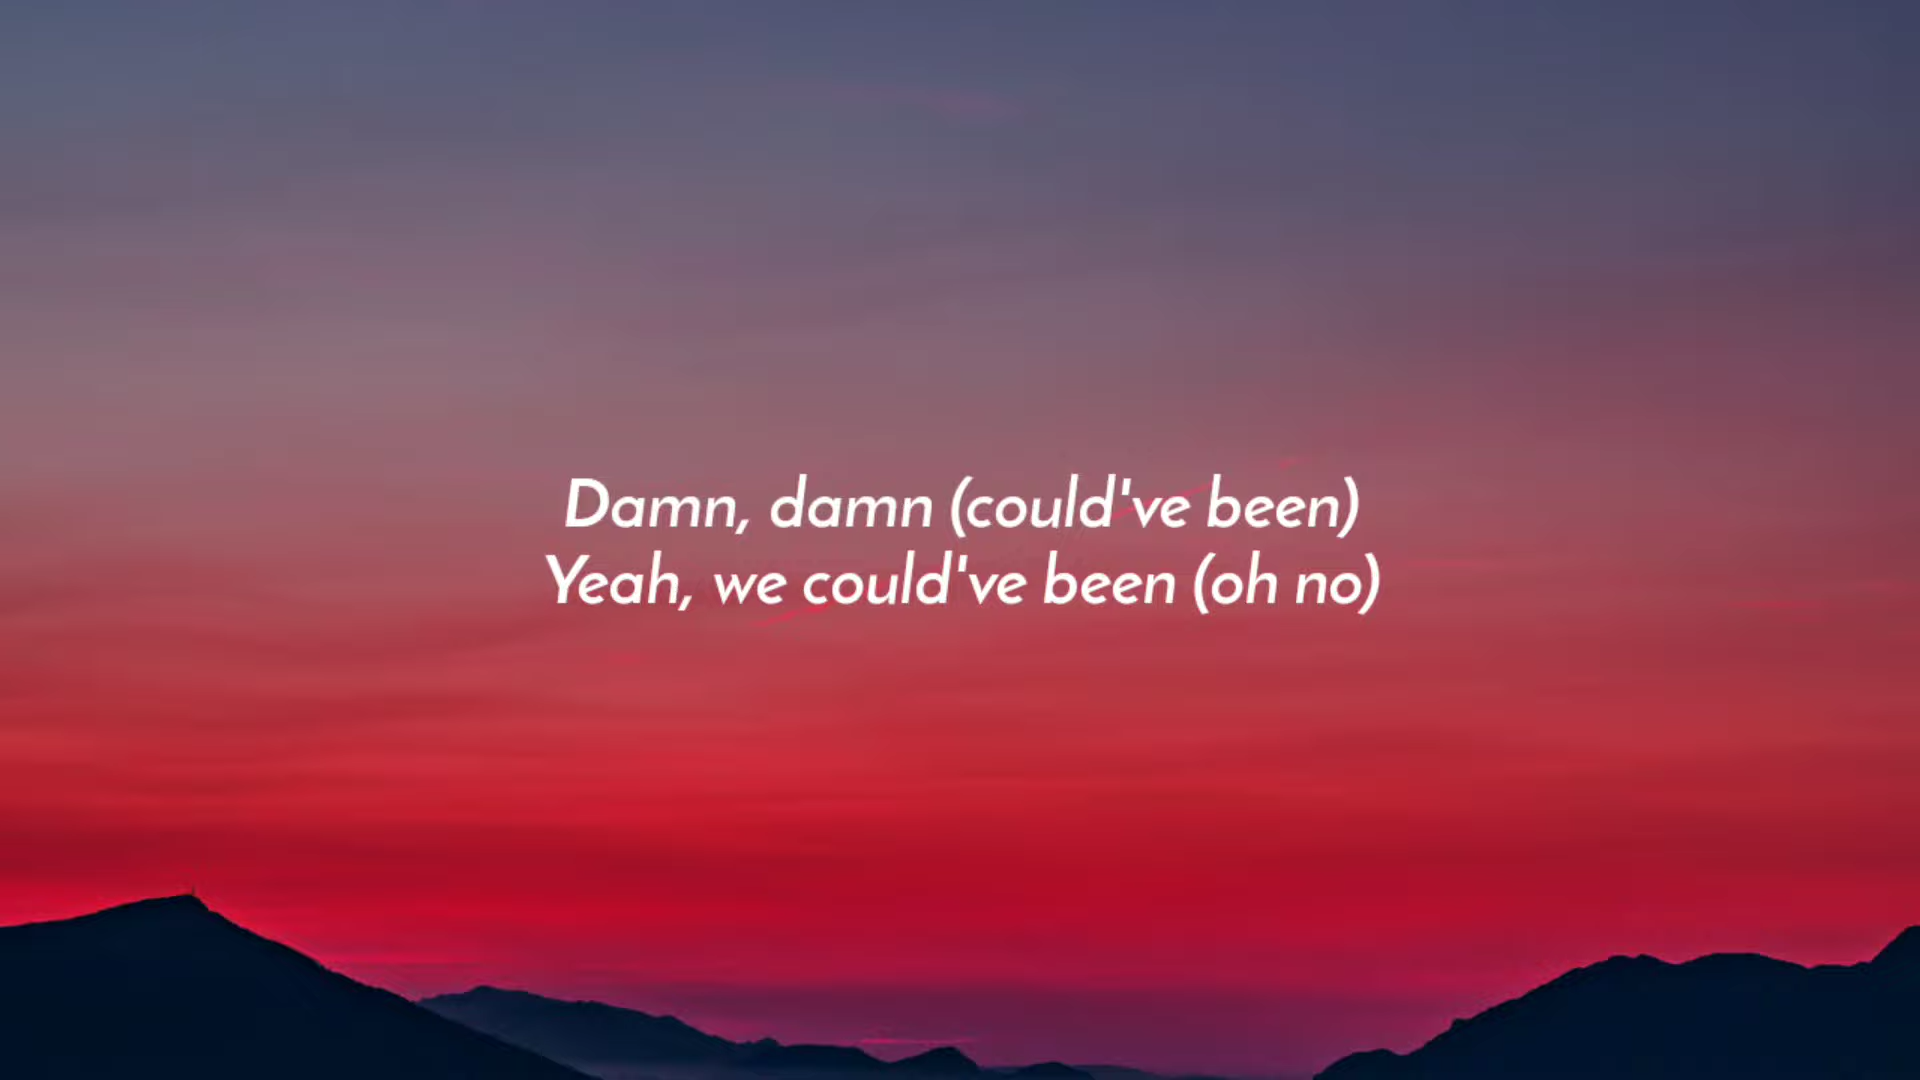 Damn, damn (could've been)
Yeah, we could've been (oh no)